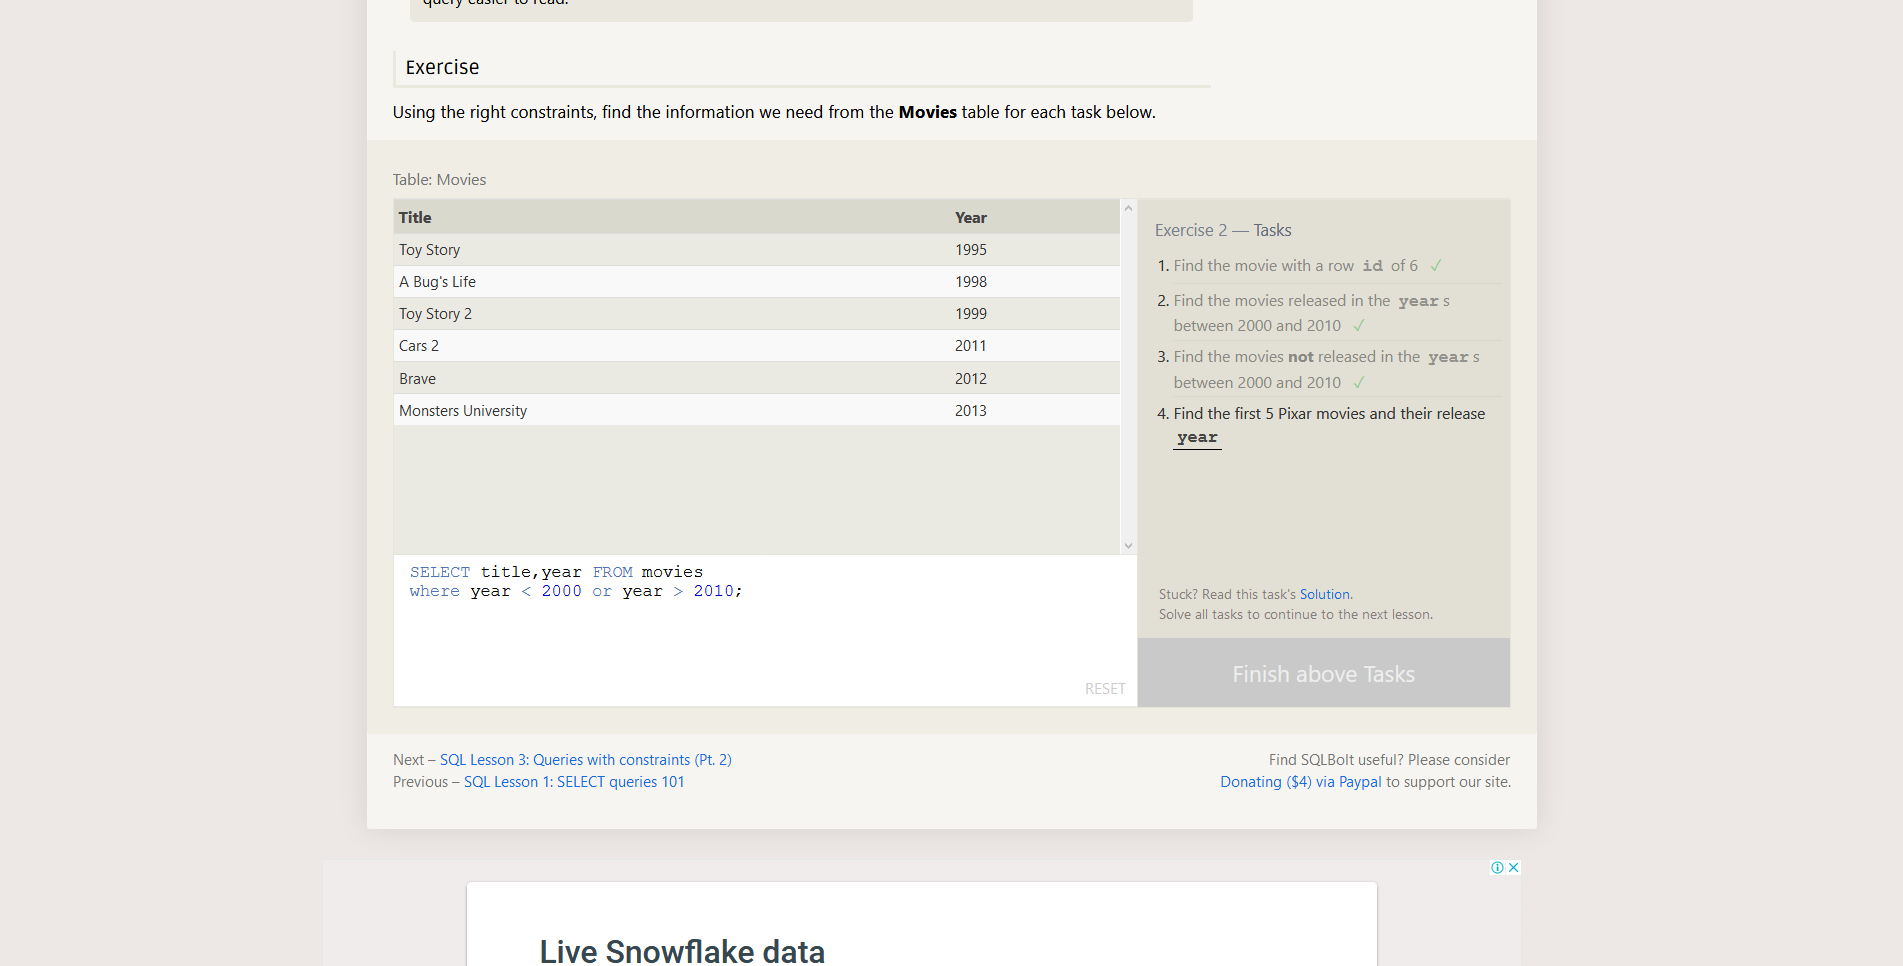 query easier to read.
Exercise
Using the right constraints, find the information we need from the Movies table for each task below.
Table: Movies
Title Year
Toy Story 1995
A Bug's Life 1998
Toy Story 2 1999
Cars 2 2011
Brave 2012
Monsters University 2013
SELECT title,year FROM movies
where year < 2000 or year > 2010;
RESET
Exercise 2 — Tasks
1. Find the movie with a row id of 6 ✓
2. Find the movies released in the year s
between 2000 and 2010 ✓
3. Find the movies not released in the year s
between 2000 and 2010 ✓
4. Find the first 5 Pixar movies and their release
year
Stuck? Read this task's Solution.
Solve all tasks to continue to the next lesson.
Finish above Tasks
Next – SQL Lesson 3: Queries with constraints (Pt. 2)
Previous – SQL Lesson 1: SELECT queries 101
Find SQLBolt useful? Please consider
Donating ($4) via Paypal to support our site.
Live Snowflake data